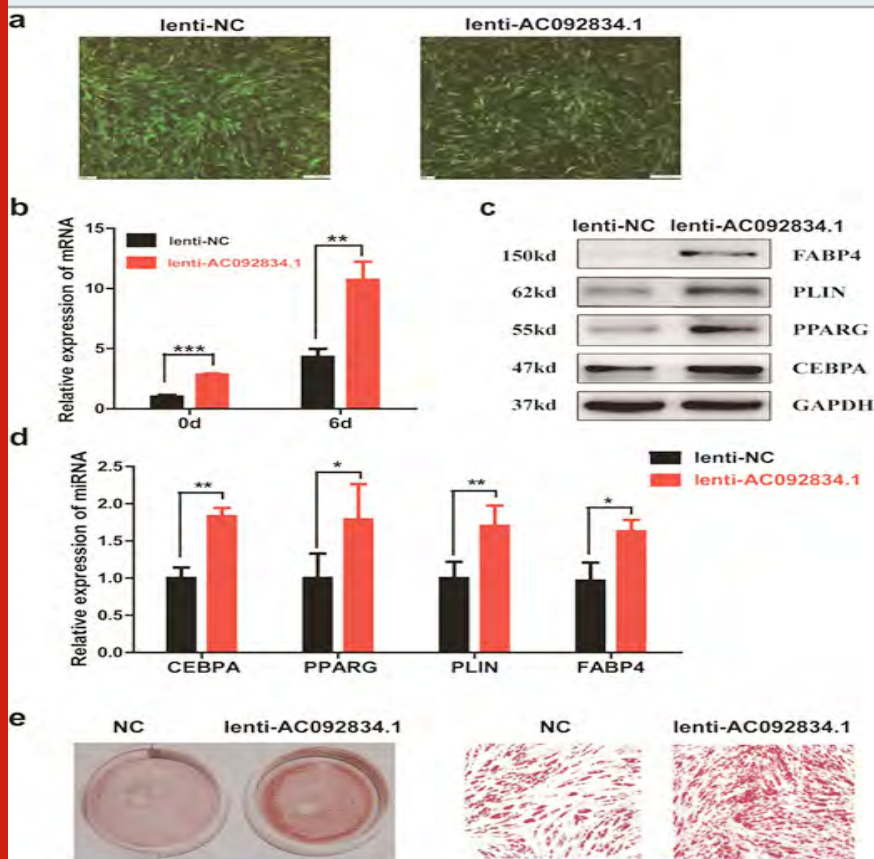 a
lenti-NC lenti-AC092834.1
b
Relative expression of mRNA
15
10
5
0
lenti-NC
lenti-AC092834.1
***
**
0d 6d
c
lenti-NC lenti-AC092834.1
150kd FABP4
62kd PLIN
55kd PPARG
47kd CEBPA
37kd GAPDH
d
Relative expression of miRNA
2.5
2.0
1.5
1.0
0.5
0.0
lenti-NC
lenti-AC092834.1
** * ** *
CEBPA PPARG PLIN FABP4
e
NC lenti-AC092834.1 NC lenti-AC092834.1